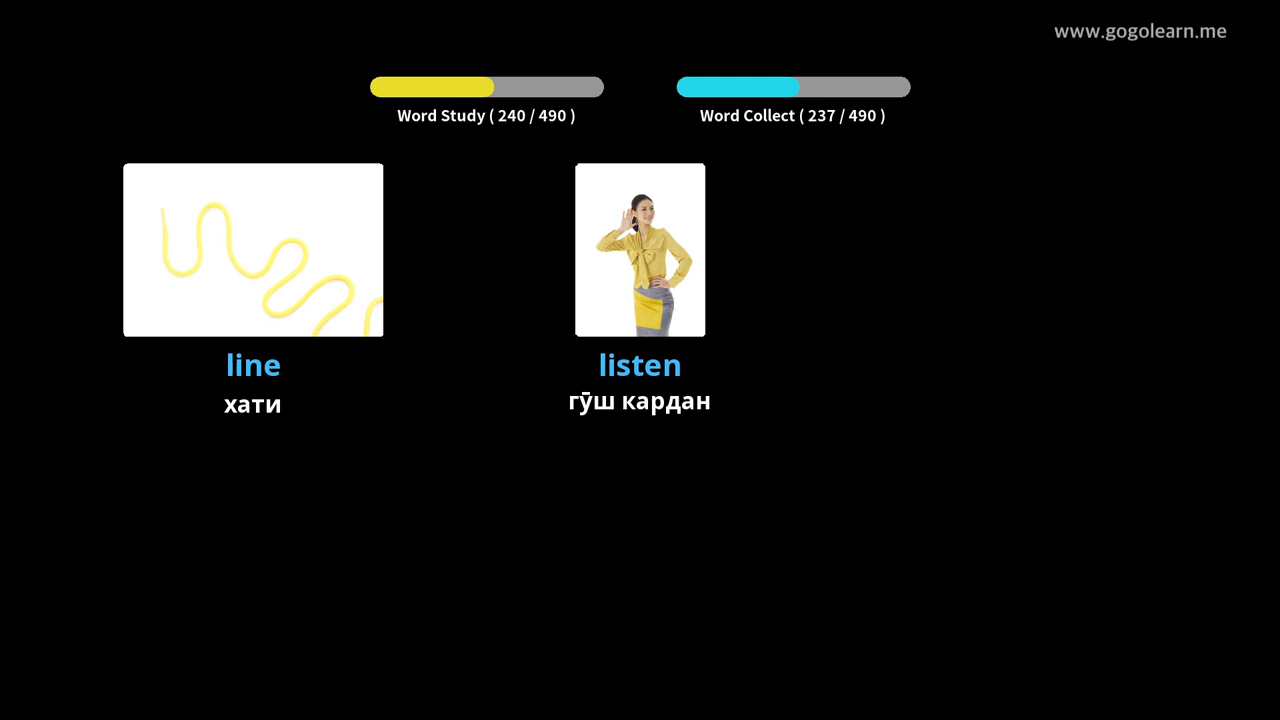 www.gogolearn.me
Word Study ( 240 / 490 )
Word Collect ( 237 / 490 )
line
хати
listen
гӯш кардан